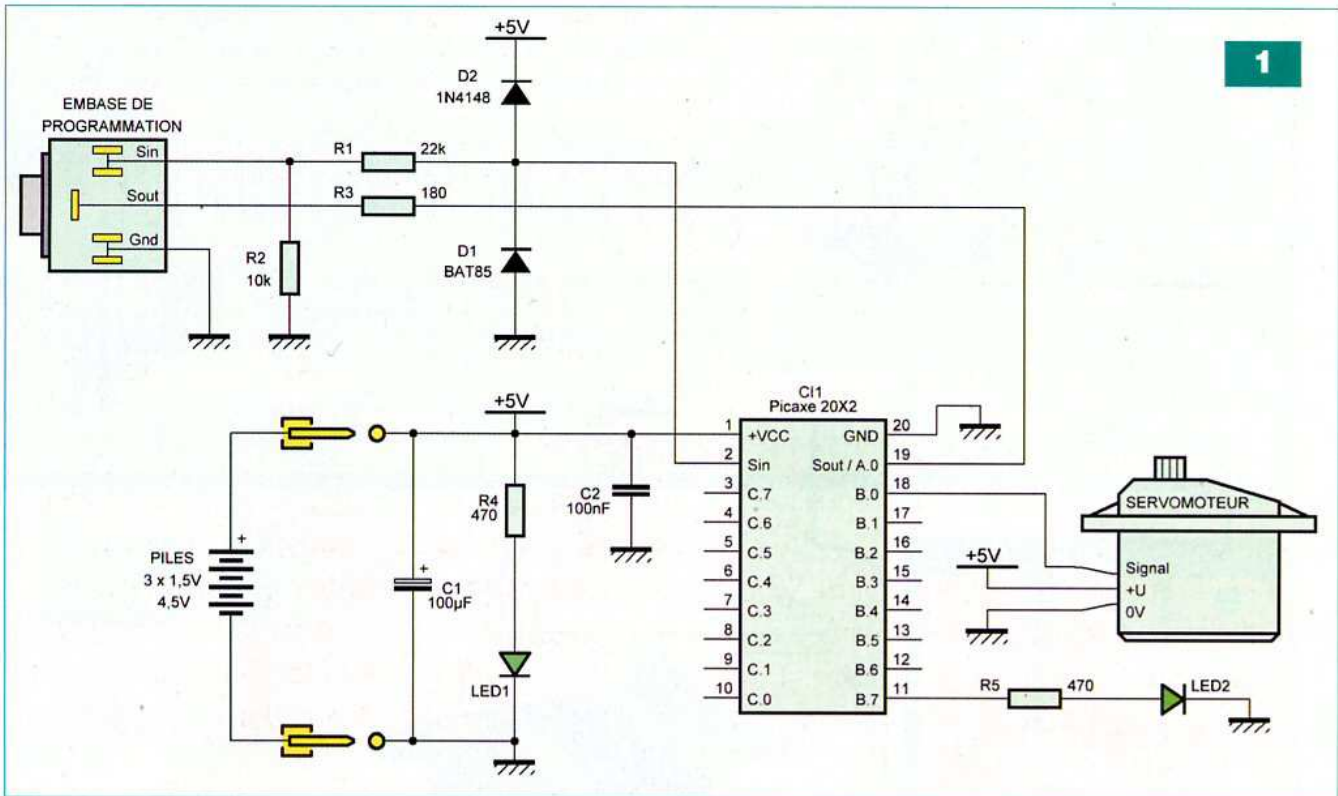 1
+5V
D2
1N4148
EMBASE DE
PROGRAMMATION
Sin
R1
22k
Sout
R3
180
Gnd
R2
10k
D1
BAT85
+5V
CI1
Picaxe 20X2
1
+VCC
GND
20
2
Sin
Sout / A.0
19
3
C.7
B.0
18
4
C.6
B.1
17
5
C.5
B.2
16
6
C.4
B.3
15
7
C.3
B.4
14
8
C.2
B.5
13
9
C.1
B.6
12
10
C.0
B.7
11
R4
470
C2
100nF
+
PILES
3 x 1,5V
4,5V
+
C1
100µF
LED1
SERVOMOTEUR
+5V
Signal
+U
0V
R5
470
LED2